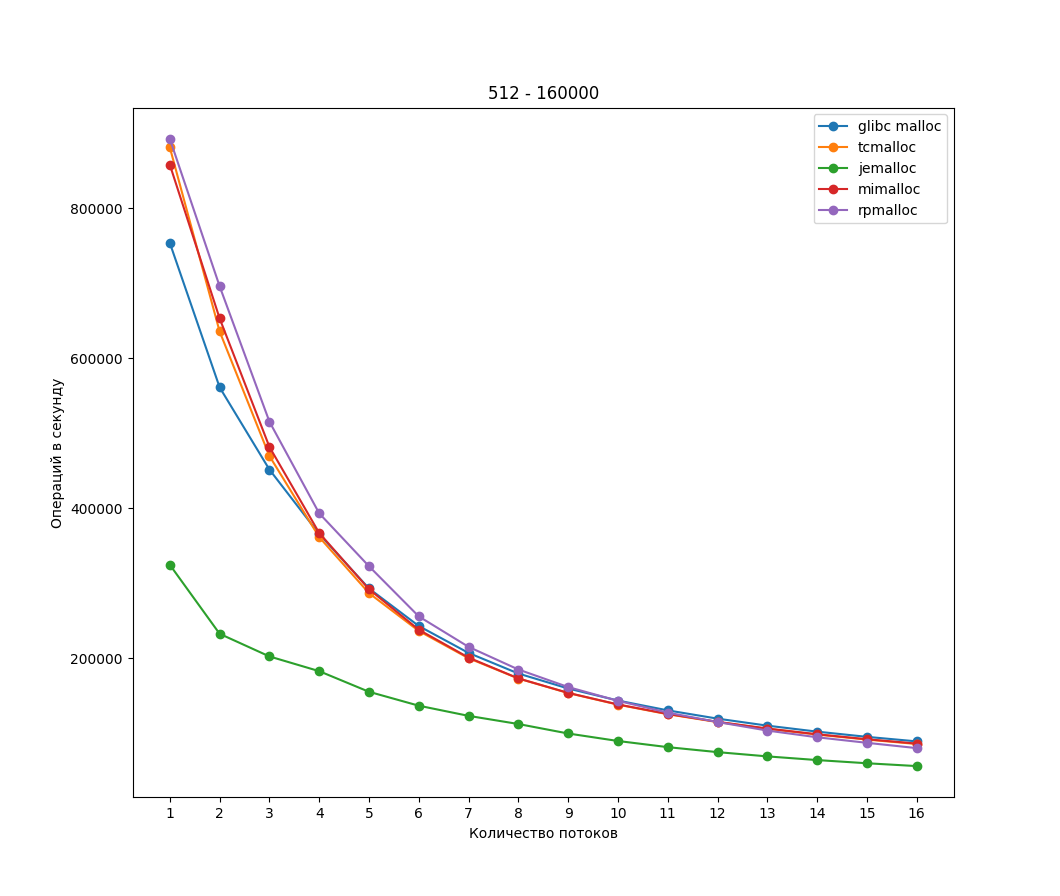 512 - 160000
glibc malloc
tcmalloc
jemalloc
mimalloc
rpmalloc
800000
600000
400000
200000
Операций в секунду
1 2 3 4 5 6 7 8 9 10 11 12 13 14 15 16
Количество потоков